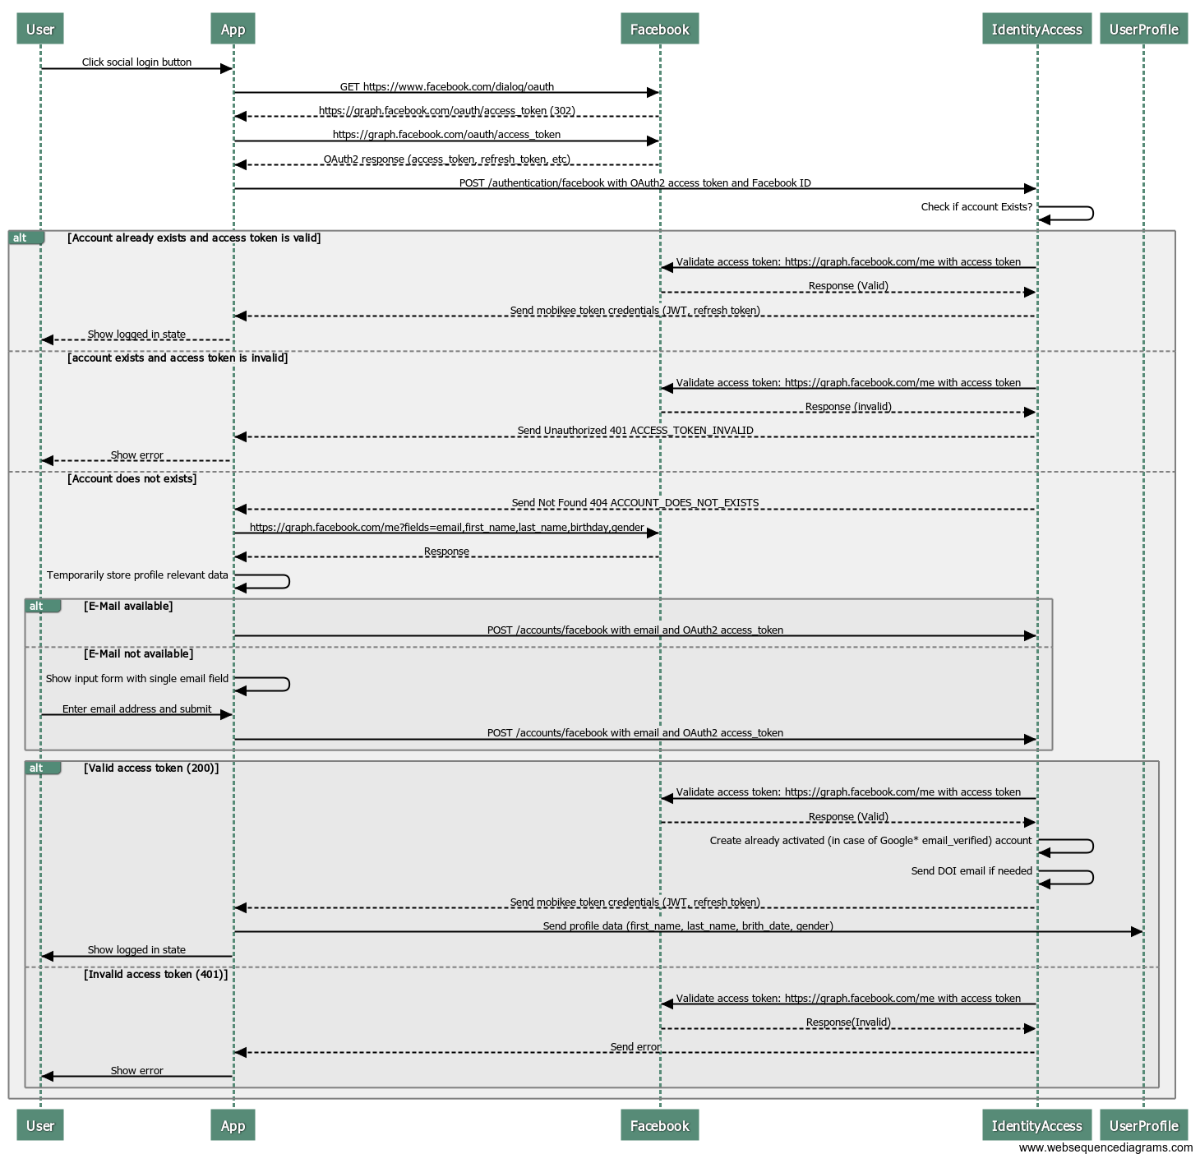 User App Facebook IdentityAccess UserProfile
Click social login button
GET https://www.facebook.com/dialog/oauth
https://graph.facebook.com/oauth/access_token (302)
https://graph.facebook.com/oauth/access_token
OAuth2 response (access_token, refresh_token, etc)
POST /authentication/facebook with OAuth2 access token and Facebook ID
Check if account Exists?
alt [Account already exists and access token is valid]
Validate access token: https://graph.facebook.com/me with access token
Response (Valid)
Send mobikee token credentials (JWT, refresh token)
Show logged in state
[account exists and access token is invalid]
Validate access token: https://graph.facebook.com/me with access token
Response (invalid)
Send Unauthorized 401 ACCESS_TOKEN_INVALID
Show error
[Account does not exists]
Send Not Found 404 ACCOUNT_DOES_NOT_EXISTS
https://graph.facebook.com/me?fields=email,first_name,last_name,birthday,gender
Response
Temporarily store profile relevant data
alt [E-Mail available]
POST /accounts/facebook with email and OAuth2 access_token
[E-Mail not available]
Show input form with single email field
Enter email address and submit
POST /accounts/facebook with email and OAuth2 access_token
alt [Valid access token (200)]
Validate access token: https://graph.facebook.com/me with access token
Response (Valid)
Create already activated (in case of Google* email_verified) account
Send DOI email if needed
Send mobikee token credentials (JWT, refresh token)
Send profile data (first_name, last_name, brith_date, gender)
Show logged in state
[Invalid access token (401)]
Validate access token: https://graph.facebook.com/me with access token
Response(Invalid)
Send error
Show error
User App Facebook IdentityAccess UserProfile
www.websequencediagrams.com